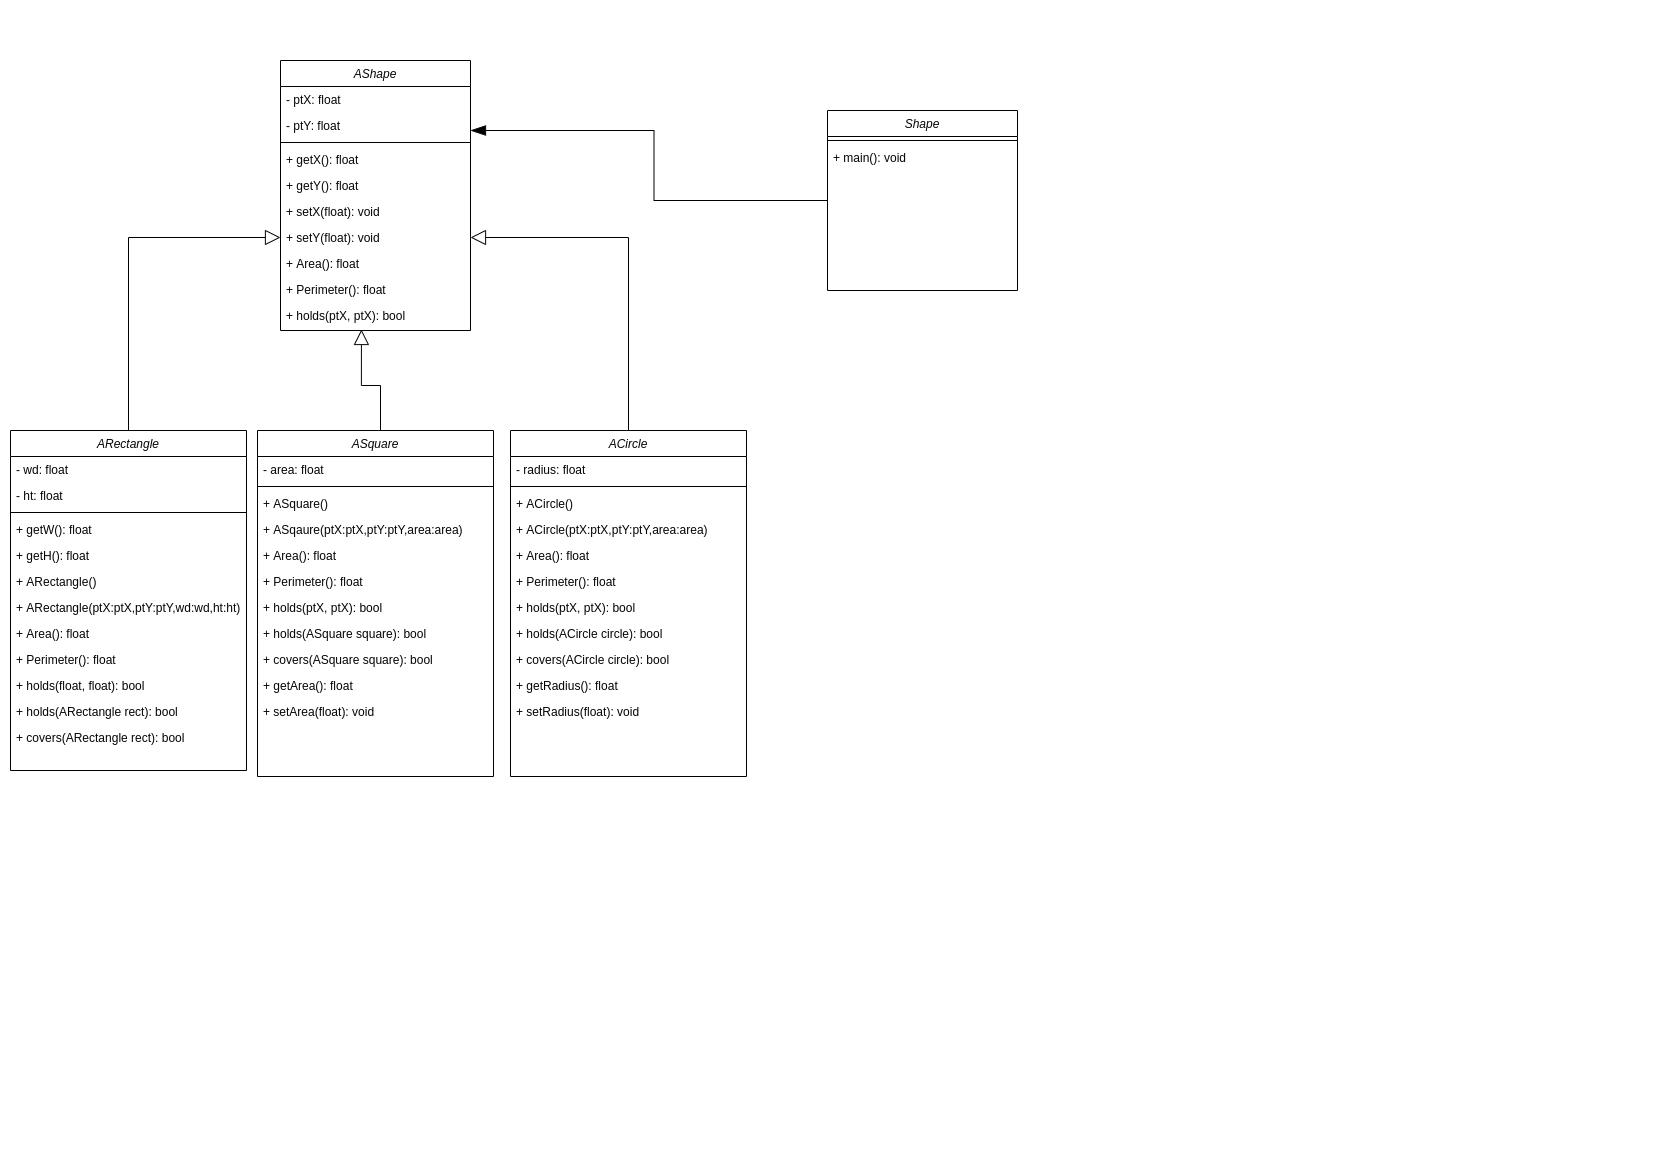 AShape
- ptX: float
- ptY: float
+ getX(): float
+ getY(): float
+ setX(float): void
+ setY(float): void
+ Area(): float
+ Perimeter(): float
+ holds(ptX, ptX): bool
Shape
+ main(): void
ARectangle
- wd: float
- ht: float
+ getW(): float
+ getH(): float
+ ARectangle()
+ ARectangle(ptX:ptX,ptY:ptY,wd:wd,ht:ht)
+ Area(): float
+ Perimeter(): float
+ holds(float, float): bool
+ holds(ARectangle rect): bool
+ covers(ARectangle rect): bool
ASquare
- area: float
+ ASquare()
+ ASqaure(ptX:ptX,ptY:ptY,area:area)
+ Area(): float
+ Perimeter(): float
+ holds(ptX, ptX): bool
+ holds(ASquare square): bool
+ covers(ASquare square): bool
+ getArea(): float
+ setArea(float): void
ACircle
- radius: float
+ ACircle()
+ ACircle(ptX:ptX,ptY:ptY,area:area)
+ Area(): float
+ Perimeter(): float
+ holds(ptX, ptX): bool
+ holds(ACircle circle): bool
+ covers(ACircle circle): bool
+ getRadius(): float
+ setRadius(float): void